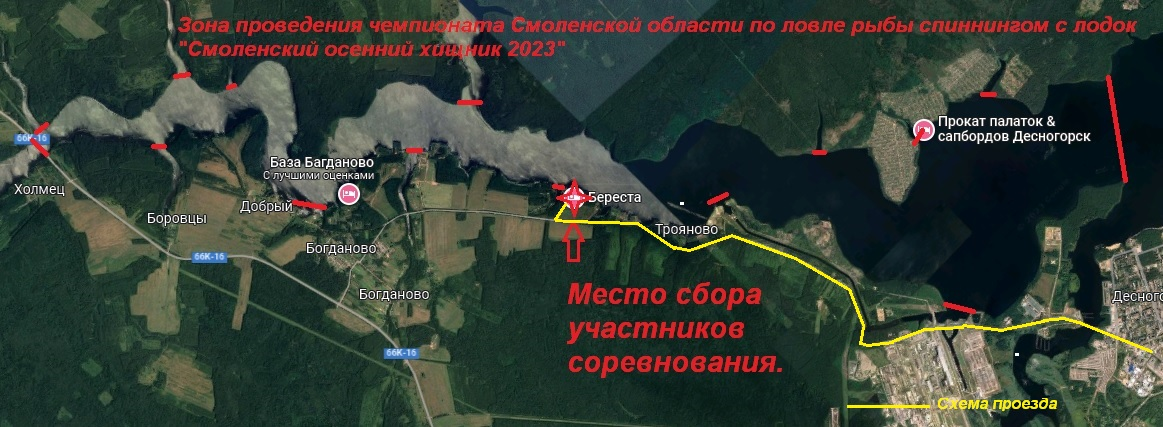 Зона проведения чемпионата Смоленской области по ловле рыбы спиннингом с лодок
"Смоленский осенний хищник 2023"
Прокат палаток &
сапбордов Десногорск
66К-16
База Багданово
С лучшими оценками
Холмец
Добрый
Боровцы
Береста
Трояново
Богданово
66К-16
Богданово
Десног
Место сбора
участников
соревнования.
66К-16
Схема проезда